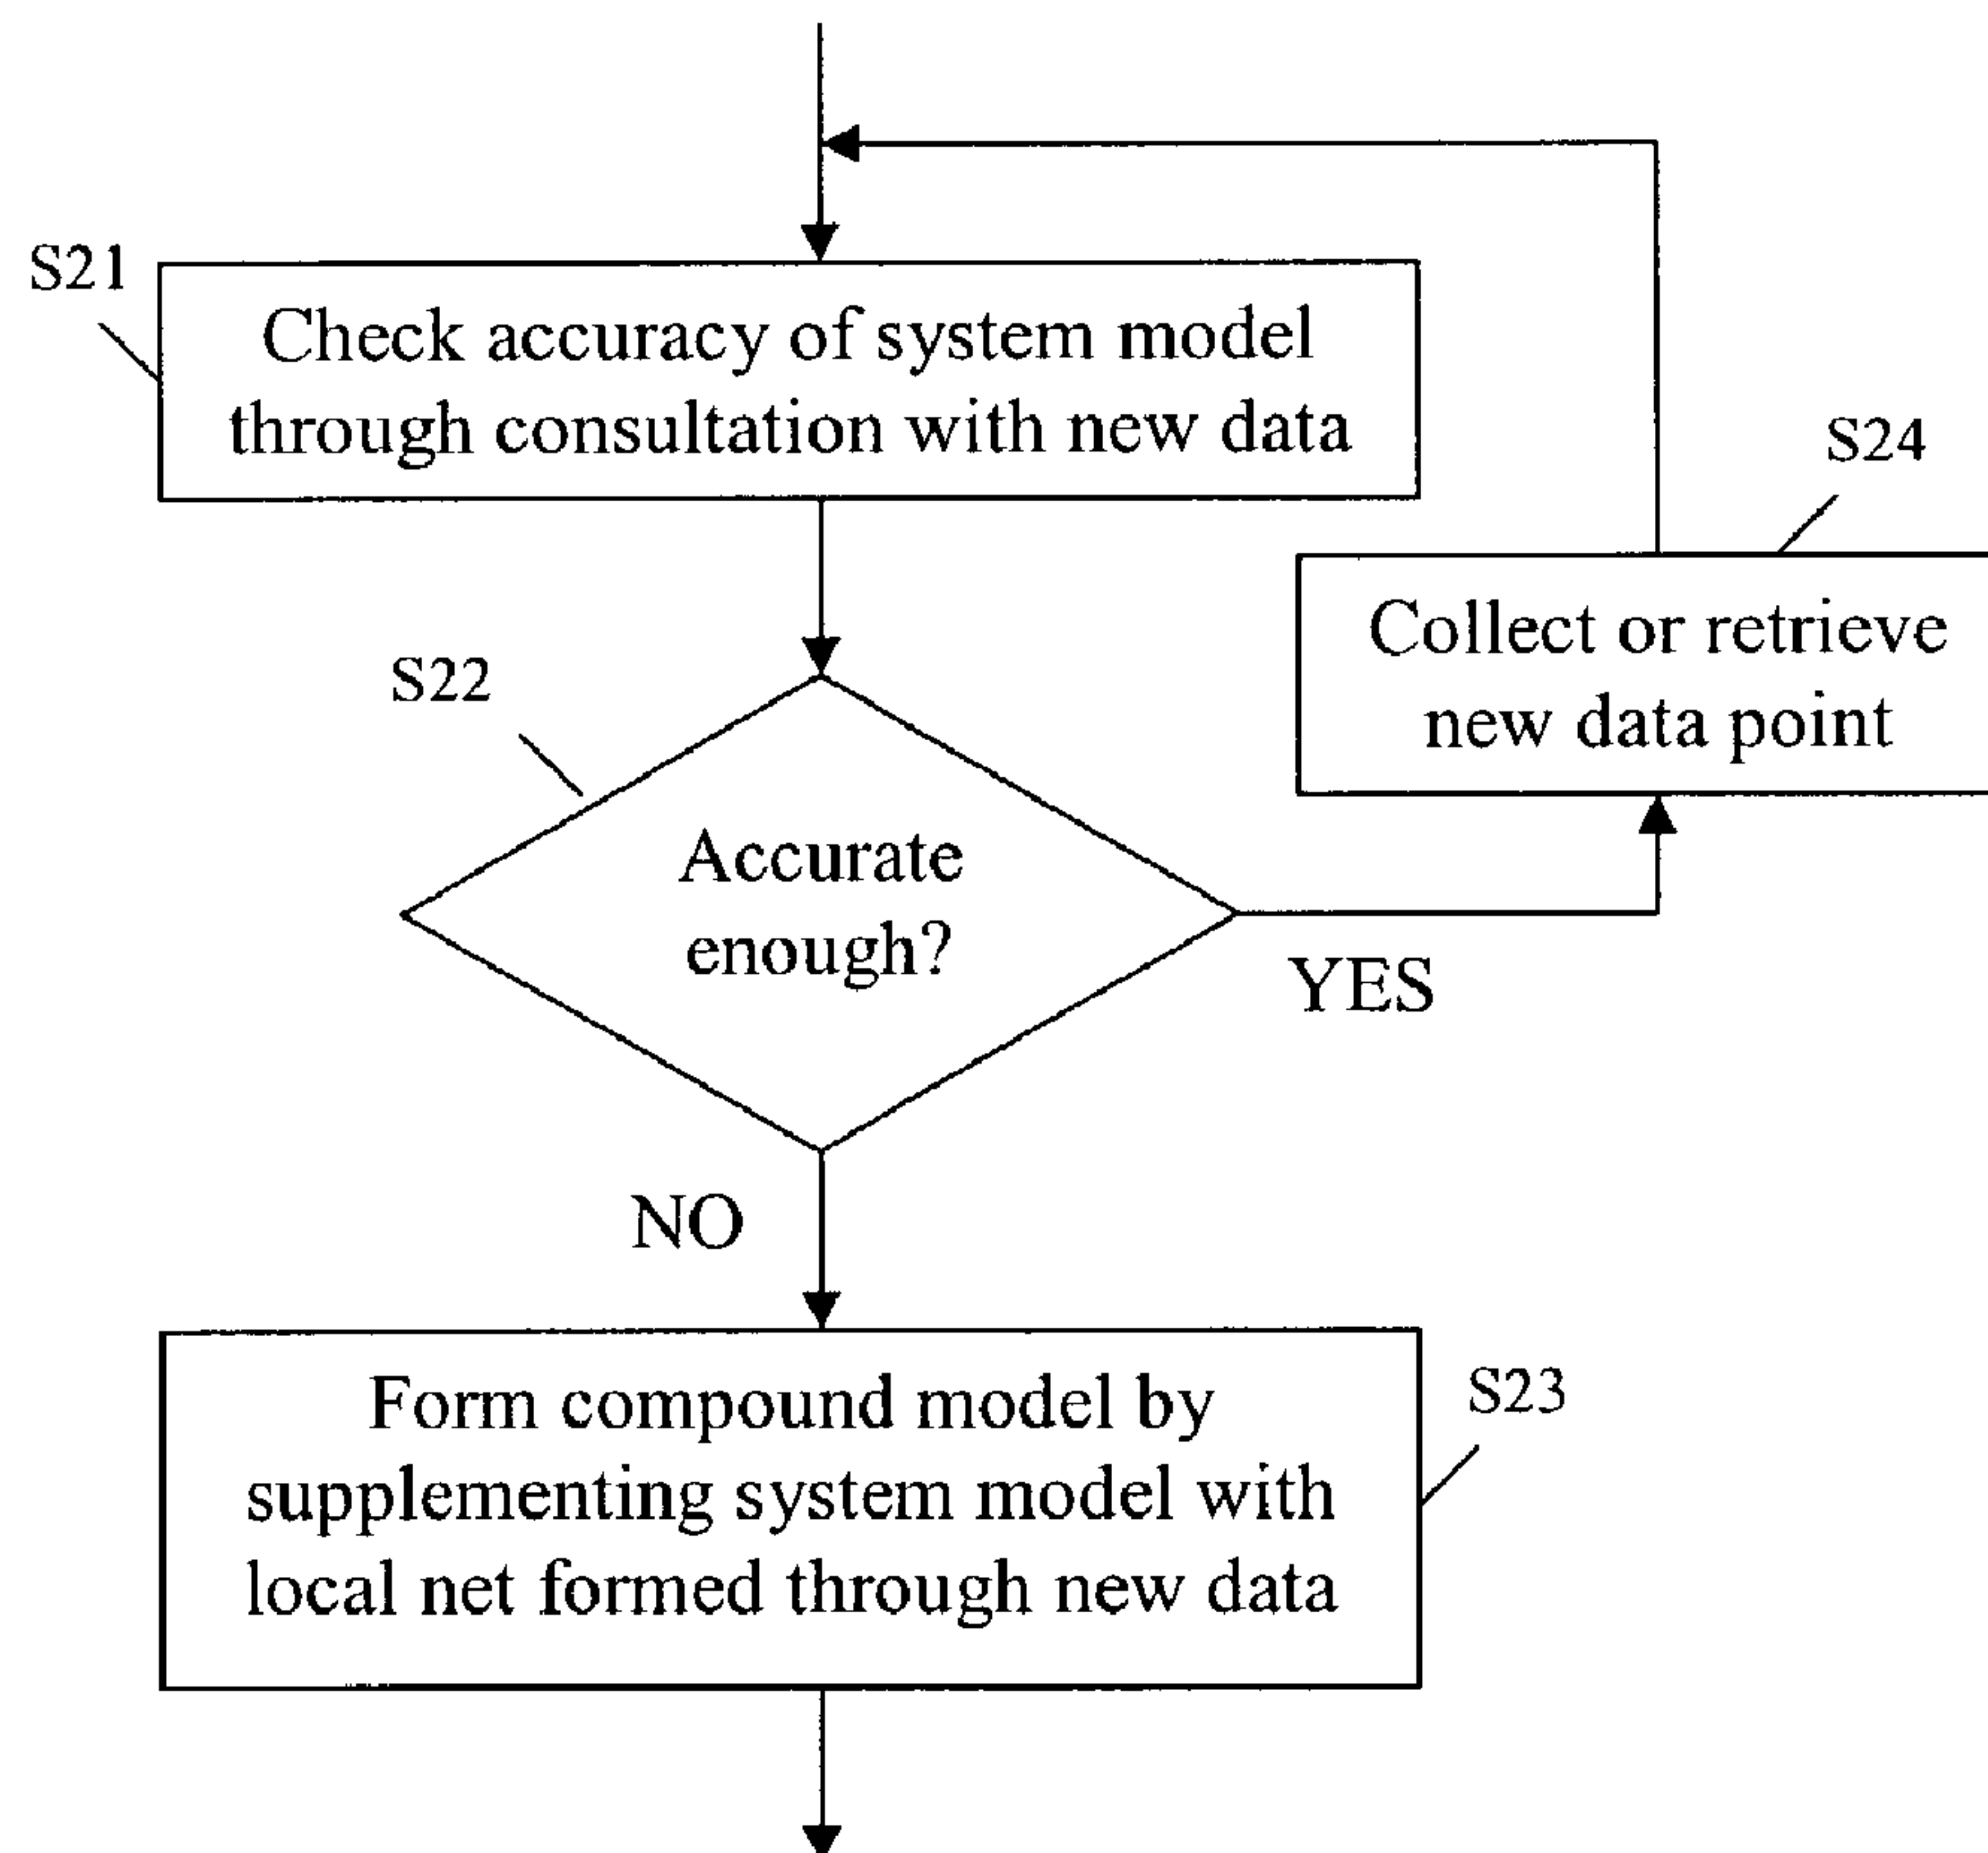 S21
Check accuracy of system model
through consultation with new data
S24
Collect or retrieve
new data point
S22
Accurate
enough?
YES
NO
S23
Form compound model by
supplementing system model with
local net formed through new data